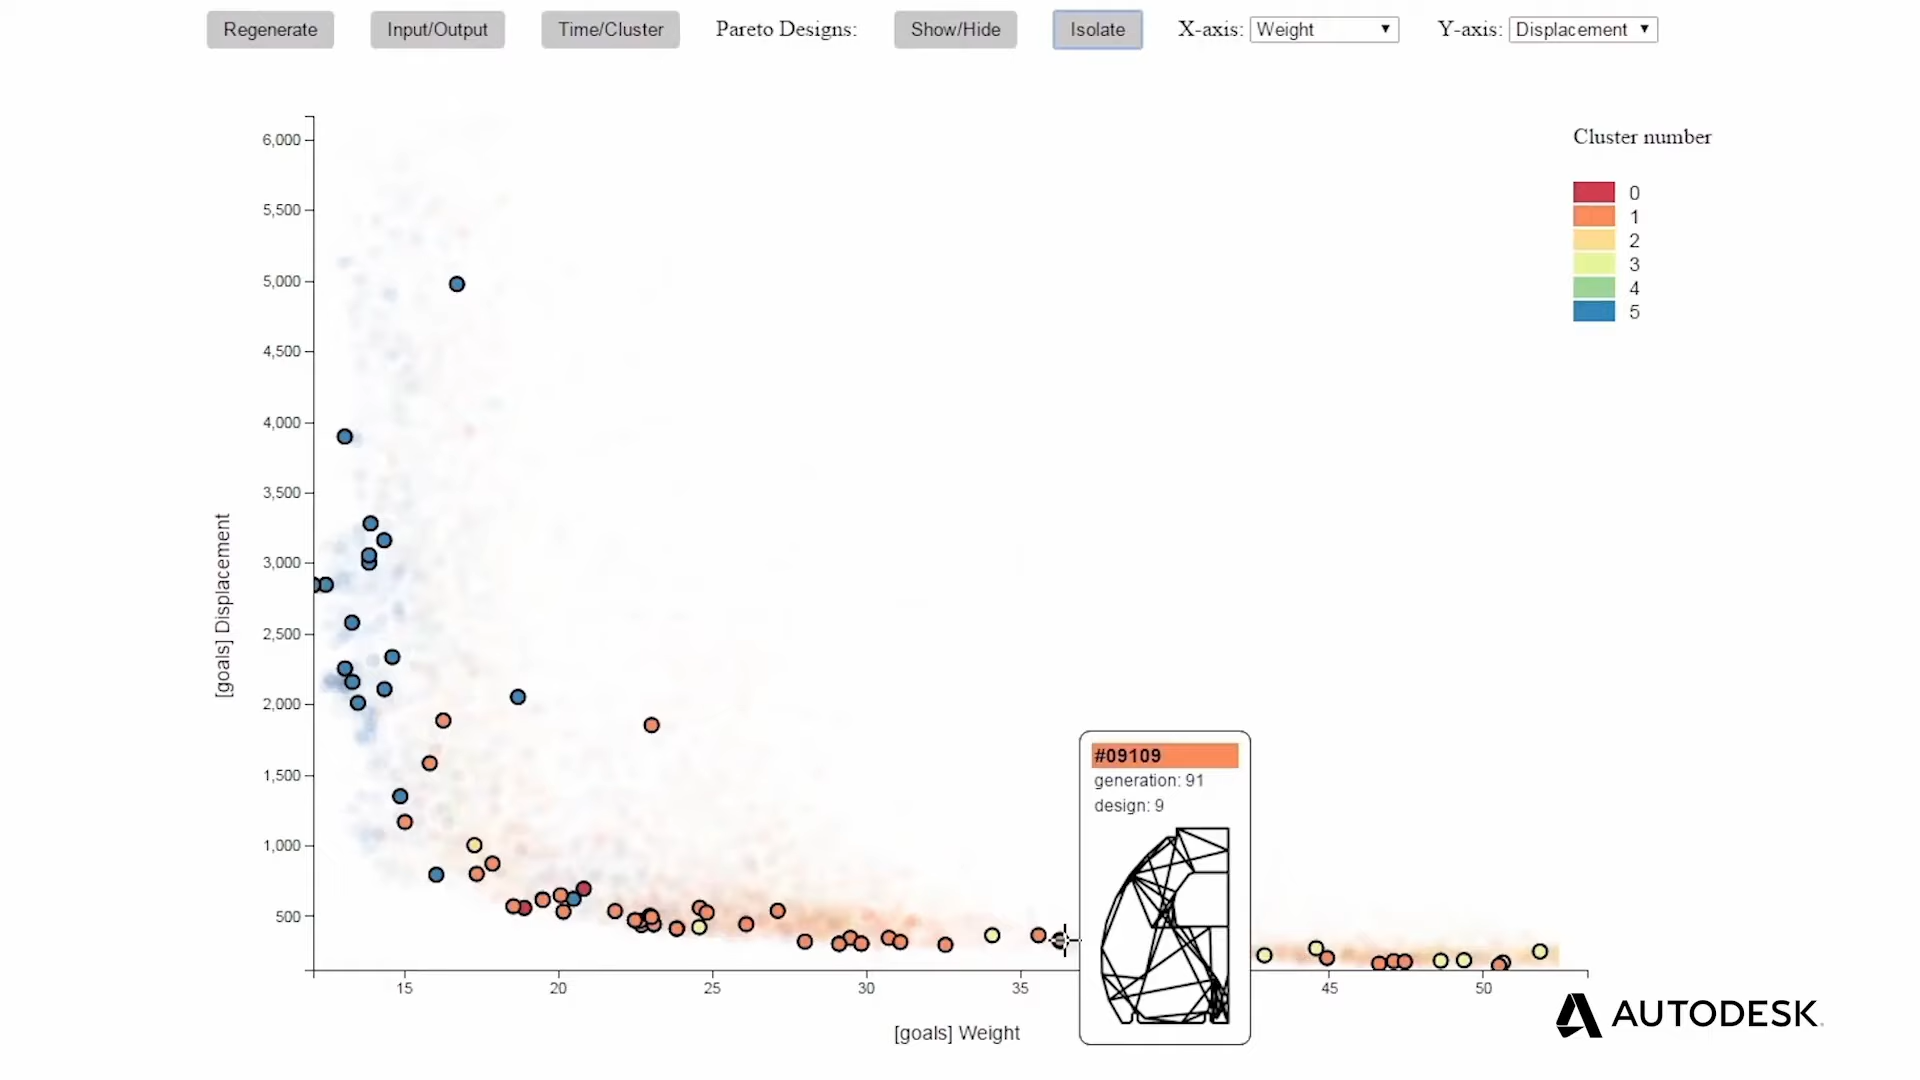 Regenerate Input/Output Time/Cluster Pareto Designs: Show/Hide Isolate X-axis: Weight Y-axis: Displacement
Cluster number
0
1
2
3
4
5
6,000
5,500
5,000
4,500
4,000
3,500
3,000
2,500
2,000
1,500
1,000
500
[goals] Displacement
#09109
generation: 91
design: 9
15 20 25 30 35 45 50
[goals] Weight
AUTODESK.